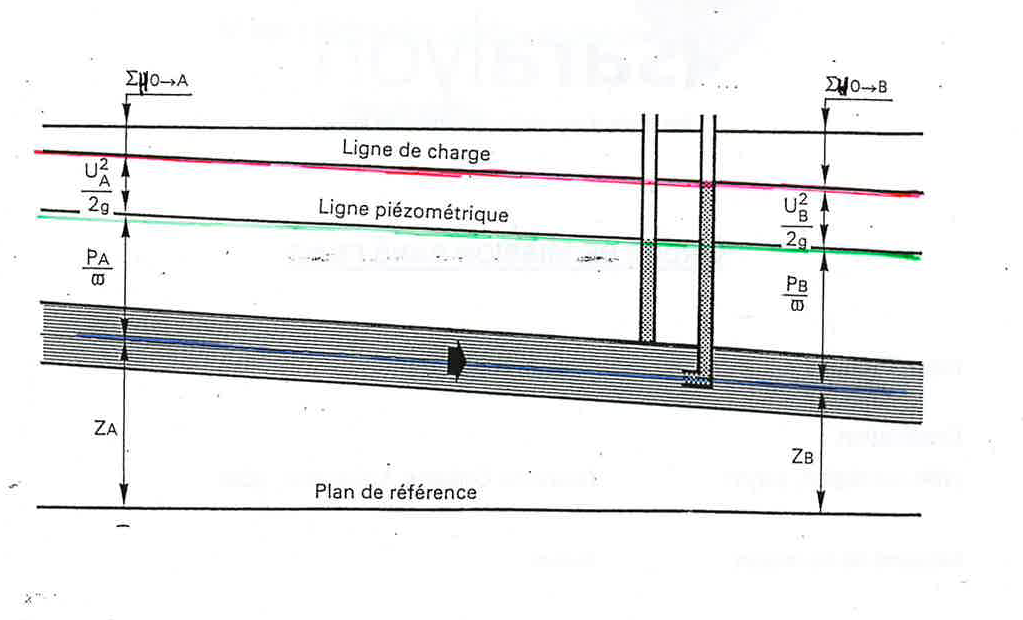 ΣH0→A
ΣH0→B
Ligne de charge
U²A
2g
Ligne piézométrique
U²B
2g
PA
ϖ
PB
ϖ
ZA
ZB
Plan de référence